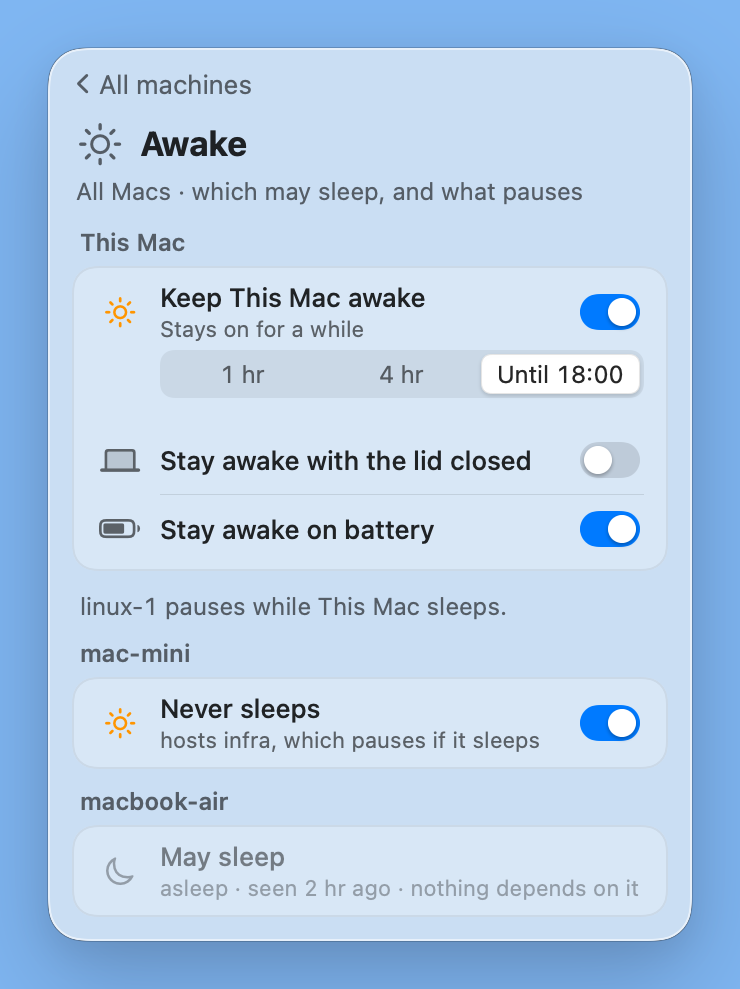 All machines
Awake
All Macs · which may sleep, and what pauses
This Mac
Keep This Mac awake
Stays on for a while
1 hr 4 hr Until 18:00
Stay awake with the lid closed
Stay awake on battery
linux-1 pauses while This Mac sleeps.
mac-mini
Never sleeps
hosts infra, which pauses if it sleeps
macbook-air
May sleep
asleep · seen 2 hr ago · nothing depends on it